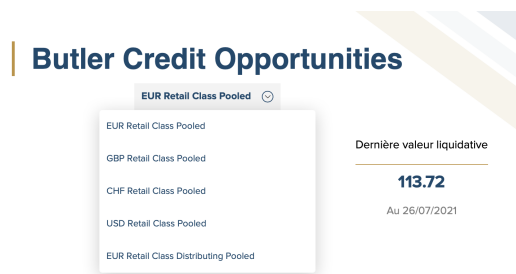 Butler Credit Opportunities
EUR Retail Class Pooled
EUR Retail Class Pooled
GBP Retail Class Pooled
CHF Retail Class Pooled
USD Retail Class Pooled
EUR Retail Class Distributing Pooled
Dernière valeur liquidative
113.72
Au 26/07/2021